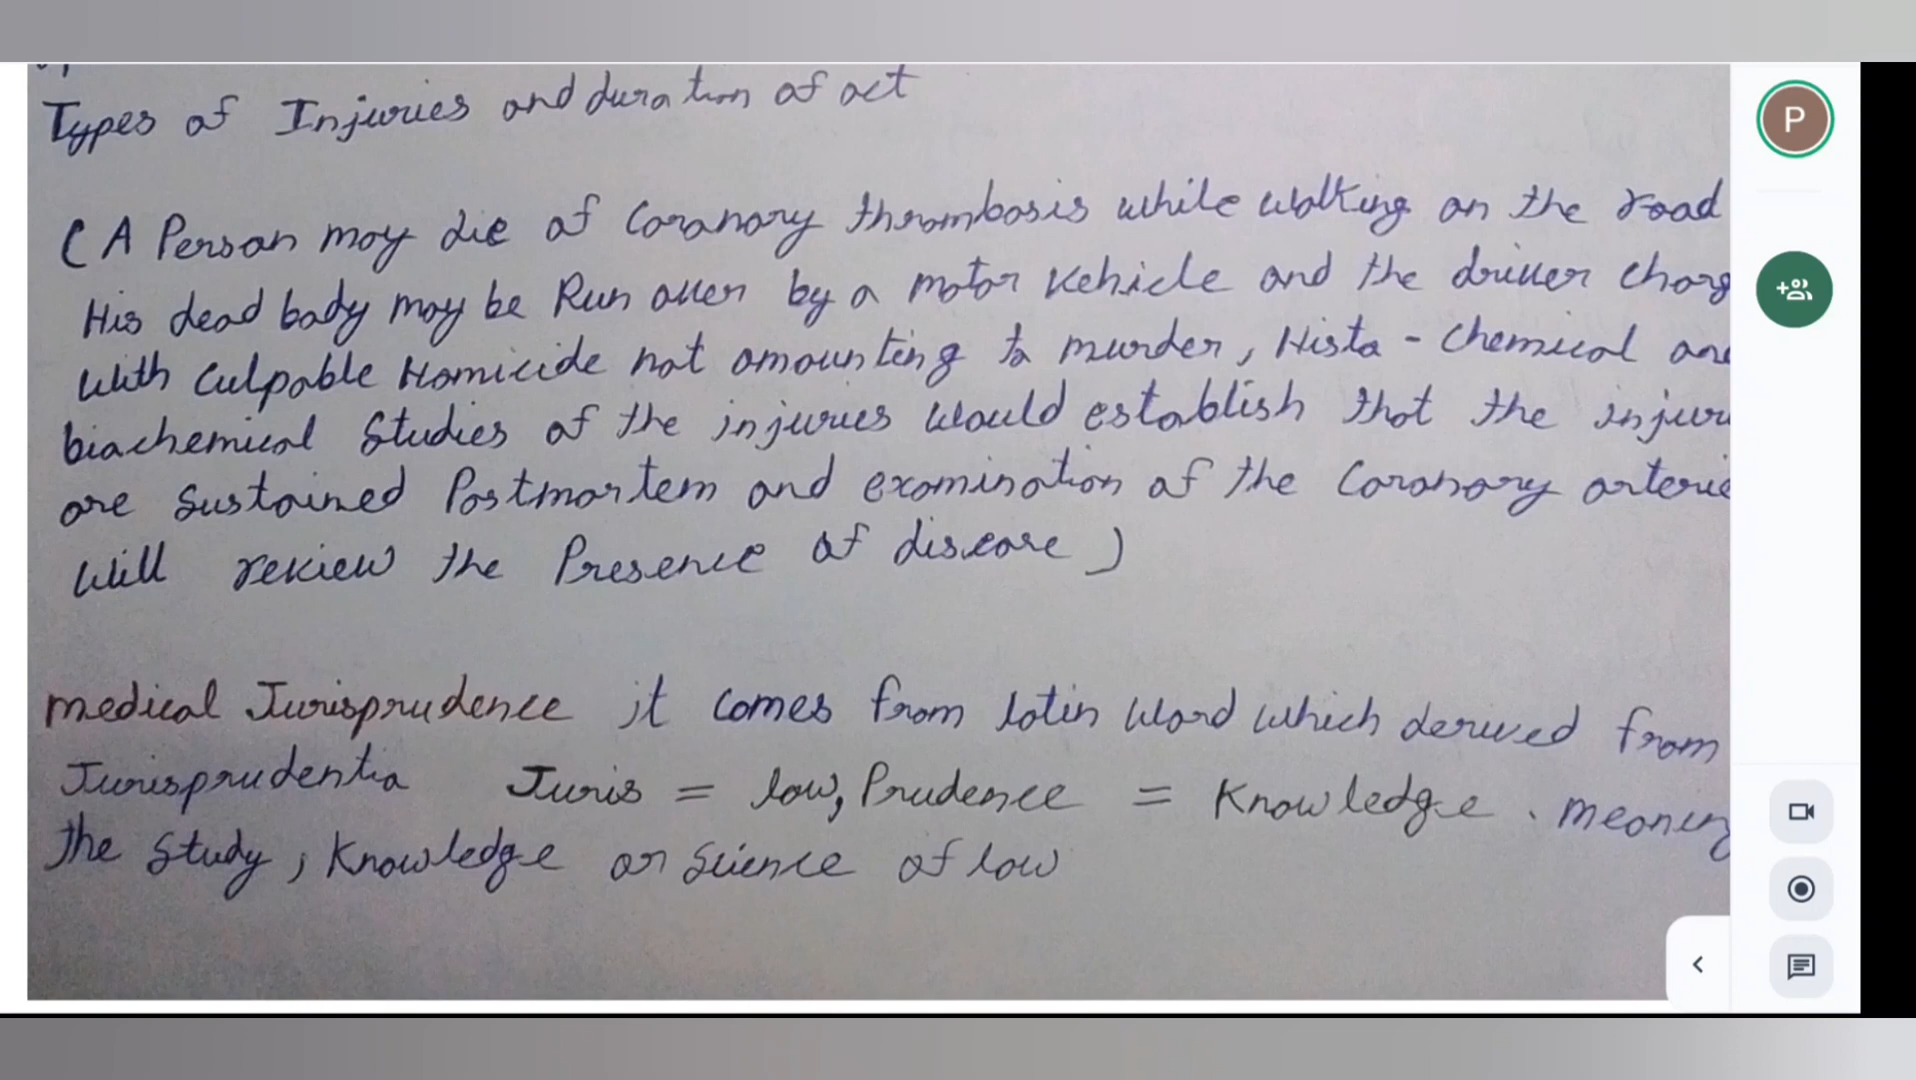 Types of Injuries and duration of act
( A Person may die of Coronary thrombosis while walking on the road
His dead body may be Run over by a motor vehicle and the driver charg
with Culpable Homicide not amounting to murder, Histo - chemical and
biochemical Studies of the injuries would establish that the injuri
are Sustained Postmortem and examination of the Coronary arterie
will review the Presence of disease )
medical Jurisprudence it comes from latin word which derived from
Jurisprudentia Juris = law, Prudence = Knowledge . meaning
the Study, Knowledge or Science of law
P